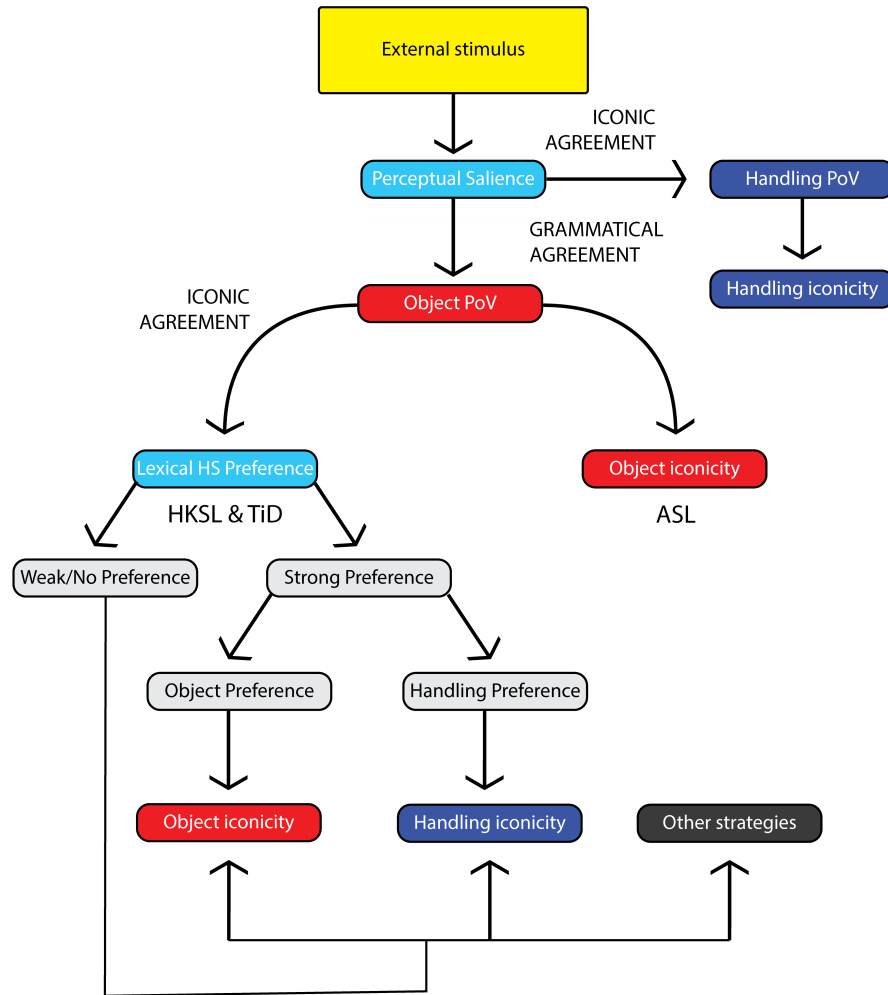 External stimulus
ICONIC
AGREEMENT
Perceptual Salience
Handling PoV
GRAMMATICAL
AGREEMENT
Handling iconicity
ICONIC
AGREEMENT
Object PoV
Lexical HS Preference
Object iconicity
HKSL & TiD
ASL
Weak/No Preference
Strong Preference
Object Preference
Handling Preference
Object iconicity
Handling iconicity
Other strategies